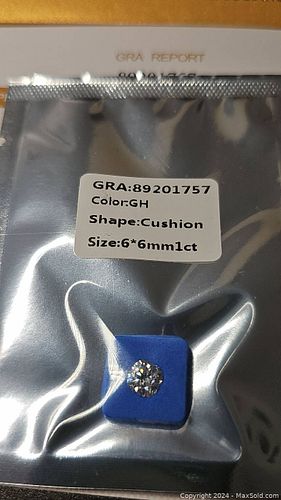 GRA REPORT
GRA:89201757
Color:GH
Shape:Cushion
Size:6*6mm1ct
Copyright 2024 - MaxSold.com